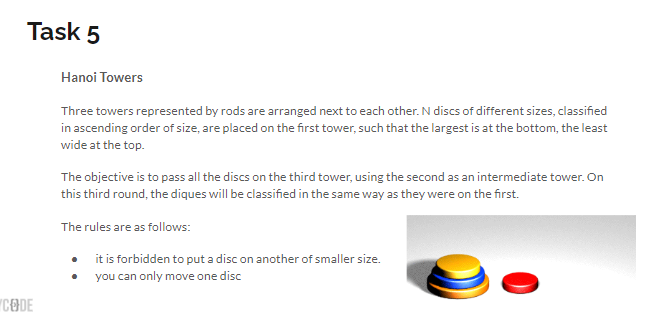 Task 5
Hanoi Towers
Three towers represented by rods are arranged next to each other. N discs of different sizes, classified
in ascending order of size, are placed on the first tower, such that the largest is at the bottom, the least
wide at the top.
The objective is to pass all the discs on the third tower, using the second as an intermediate tower. On
this third round, the diques will be classified in the same way as they were on the first.
The rules are as follows:
● it is forbidden to put a disc on another of smaller size.
● you can only move one disc